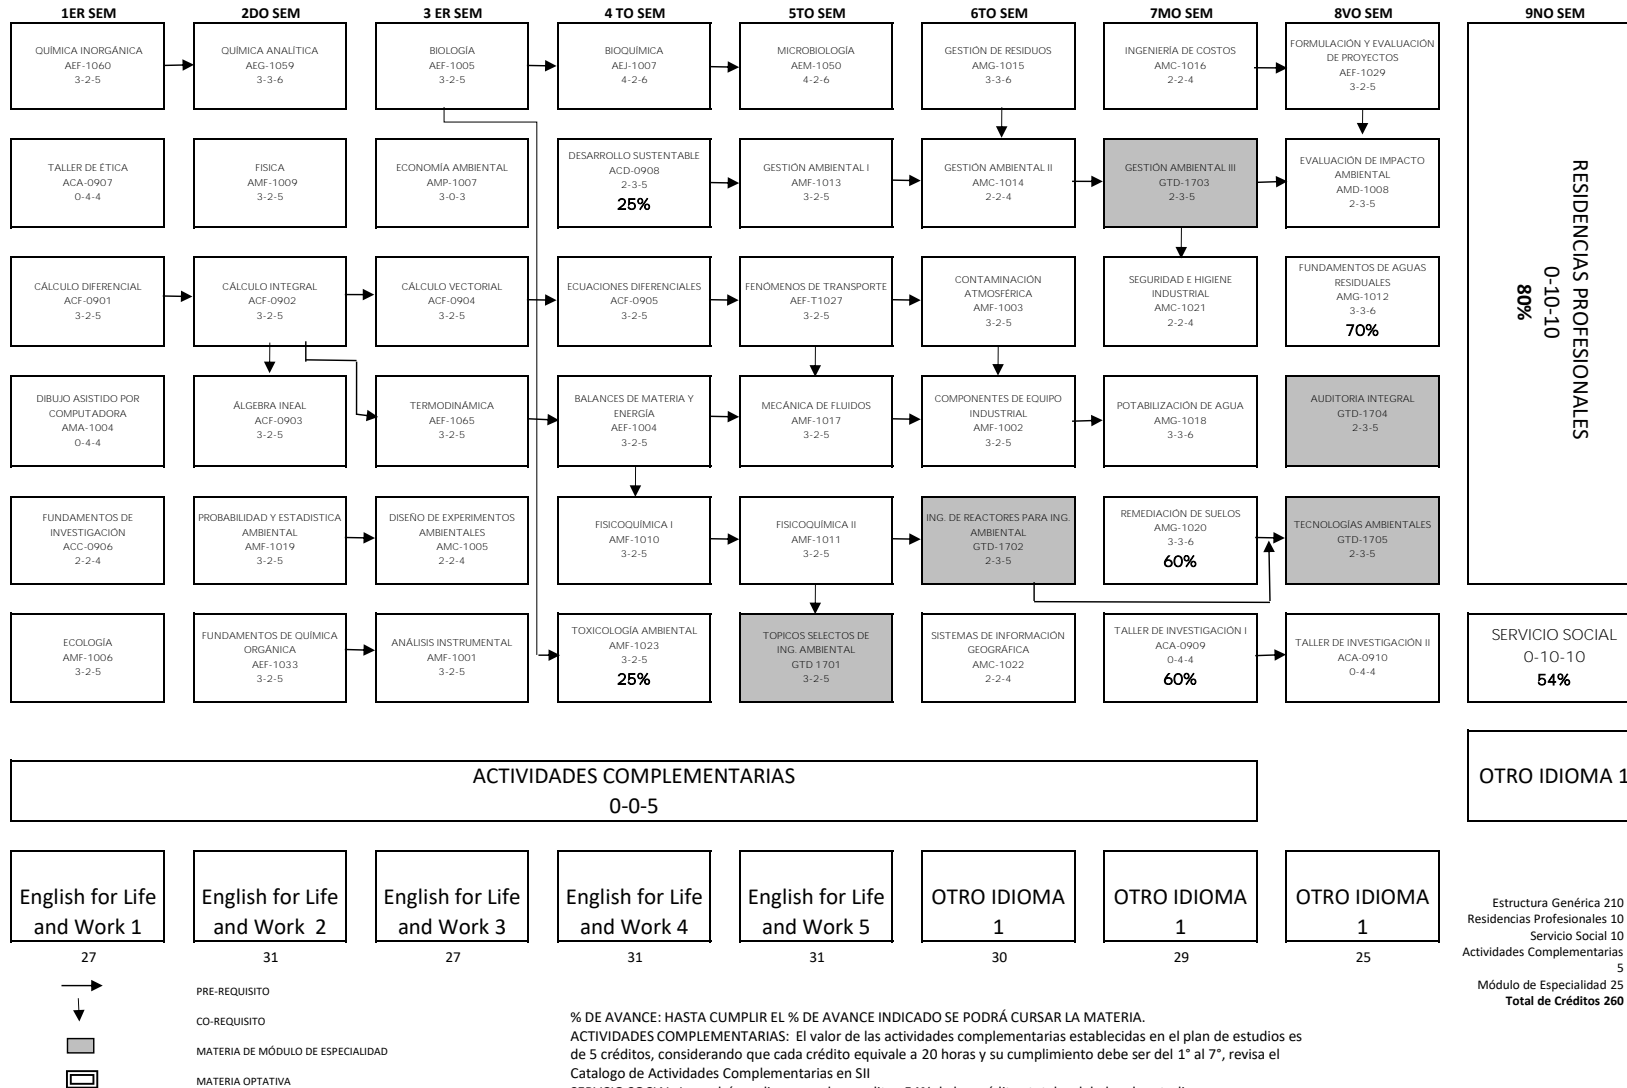 1ER SEM
2DO SEM
3 ER SEM
4 TO SEM
5TO SEM
6TO SEM
7MO SEM
8VO SEM
9NO SEM
QUÍMICA INORGÁNICA
AEF-1060
3-2-5
QUÍMICA ANALÍTICA
AEG-1059
3-3-6
BIOLOGÍA
AEF-1005
3-2-5
BIOQUÍMICA
AEJ-1007
4-2-6
MICROBIOLOGÍA
AEM-1050
4-2-6
GESTIÓN DE RESIDUOS
AMG-1015
3-3-6
INGENIERÍA DE COSTOS
AMC-1016
2-2-4
FORMULACIÓN Y EVALUACIÓN
DE PROYECTOS
AEF-1029
3-2-5
TALLER DE ÉTICA
ACA-0907
0-4-4
FISICA
AMF-1009
3-2-5
ECONOMÍA AMBIENTAL
AMP-1007
3-0-3
DESARROLLO SUSTENTABLE
ACD-0908
2-3-5
25%
GESTIÓN AMBIENTAL I
AMF-1013
3-2-5
GESTIÓN AMBIENTAL II
AMC-1014
2-2-4
GESTIÓN AMBIENTAL III
GTD-1703
2-3-5
EVALUACIÓN DE IMPACTO
AMBIENTAL
AMD-1008
2-3-5
CÁLCULO DIFERENCIAL
ACF-0901
3-2-5
CÁLCULO INTEGRAL
ACF-0902
3-2-5
CÁLCULO VECTORIAL
ACF-0904
3-2-5
ECUACIONES DIFERENCIALES
ACF-0905
3-2-5
FENÓMENOS DE TRANSPORTE
AEF-T1027
3-2-5
CONTAMINACIÓN
ATMOSFÉRICA
AMF-1003
3-2-5
SEGURIDAD E HIGIENE
INDUSTRIAL
AMC-1021
2-2-4
FUNDAMENTOS DE AGUAS
RESIDUALES
AMG-1012
3-3-6
70%
RESIDENCIAS PROFESIONALES
0-10-10
80%
DIBUJO ASISTIDO POR
COMPUTADORA
AMA-1004
0-4-4
ÁLGEBRA INEAL
ACF-0903
3-2-5
TERMODINÁMICA
AEF-1065
3-2-5
BALANCES DE MATERIA Y
ENERGÍA
AEF-1004
3-2-5
MECÁNICA DE FLUIDOS
AMF-1017
3-2-5
COMPONENTES DE EQUIPO
INDUSTRIAL
AMF-1002
3-2-5
POTABILIZACIÓN DE AGUA
AMG-1018
3-3-6
AUDITORIA INTEGRAL
GTD-1704
2-3-5
FUNDAMENTOS DE
INVESTIGACIÓN
ACC-0906
2-2-4
PROBABILIDAD Y ESTADISTICA
AMBIENTAL
AMF-1019
3-2-5
DISEÑO DE EXPERIMENTOS
AMBIENTALES
AMC-1005
2-2-4
FISICOQUÍMICA I
AMF-1010
3-2-5
FISICOQUÍMICA II
AMF-1011
3-2-5
ING. DE REACTORES PARA ING.
AMBIENTAL
GTD-1702
2-3-5
REMEDIACIÓN DE SUELOS
AMG-1020
3-3-6
60%
TECNOLOGÍAS AMBIENTALES
GTD-1705
2-3-5
ECOLOGÍA
AMF-1006
3-2-5
FUNDAMENTOS DE QUÍMICA
ORGÁNICA
AEF-1033
3-2-5
ANÁLISIS INSTRUMENTAL
AMF-1001
3-2-5
TOXICOLOGÍA AMBIENTAL
AMF-1023
3-2-5
25%
TOPICOS SELECTOS DE
ING. AMBIENTAL
GTD 1701
3-2-5
SISTEMAS DE INFORMACIÓN
GEOGRÁFICA
AMC-1022
2-2-4
TALLER DE INVESTIGACIÓN I
ACA-0909
0-4-4
60%
TALLER DE INVESTIGACIÓN II
ACA-0910
0-4-4
SERVICIO SOCIAL
0-10-10
54%
ACTIVIDADES COMPLEMENTARIAS
0-0-5
OTRO IDIOMA 1
English for Life
and Work 1
English for Life
and Work 2
English for Life
and Work 3
English for Life
and Work 4
English for Life
and Work 5
OTRO IDIOMA
1
OTRO IDIOMA
1
OTRO IDIOMA
1
27
31
27
31
31
30
29
25
Estructura Genérica 210
Residencias Profesionales 10
Servicio Social 10
Actividades Complementarias
5
Módulo de Especialidad 25
Total de Créditos 260
PRE-REQUISITO
CO-REQUISITO
MATERIA DE MÓDULO DE ESPECIALIDAD
MATERIA OPTATIVA
% DE AVANCE: HASTA CUMPLIR EL % DE AVANCE INDICADO SE PODRÁ CURSAR LA MATERIA.
ACTIVIDADES COMPLEMENTARIAS: El valor de las actividades complementarias establecidas en el plan de estudios es
de 5 créditos, considerando que cada crédito equivale a 20 horas y su cumplimiento debe ser del 1° al 7°, revisa el
Catalogo de Actividades Complementarias en SII